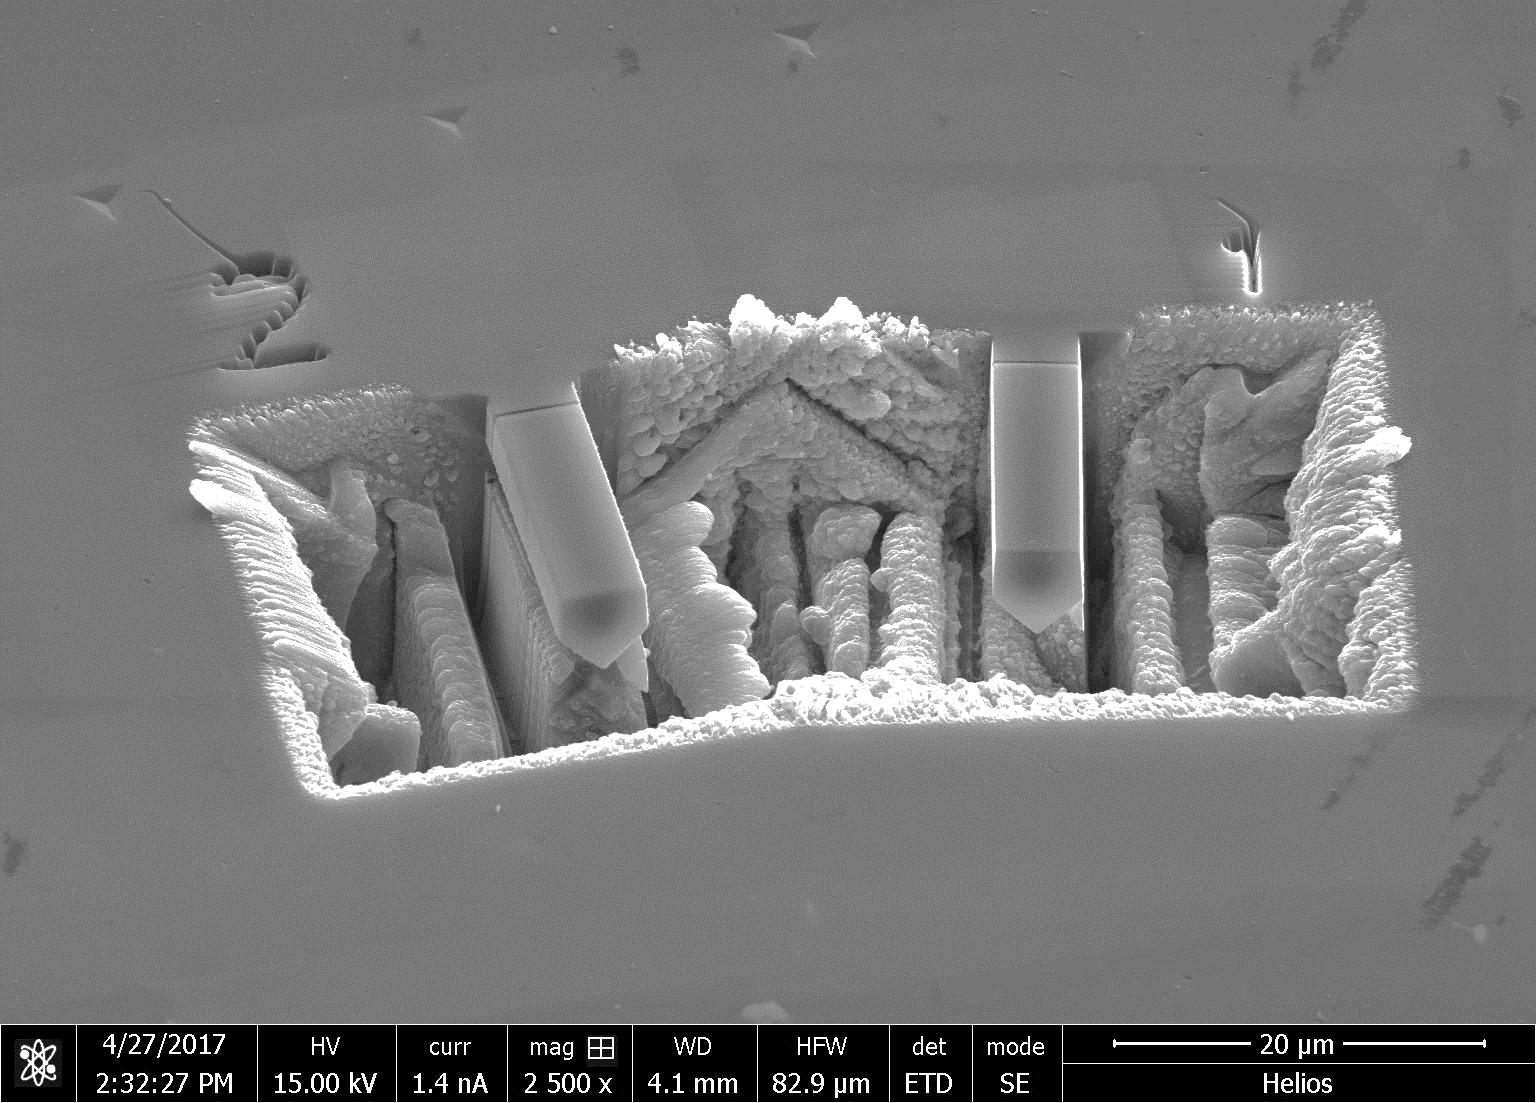 4/27/2017
2:32:27 PM
HV
15.00 kV
curr
1.4 nA
mag
2 500 x
WD
4.1 mm
HFW
82.9 µm
det
ETD
mode
SE
20 µm
Helios